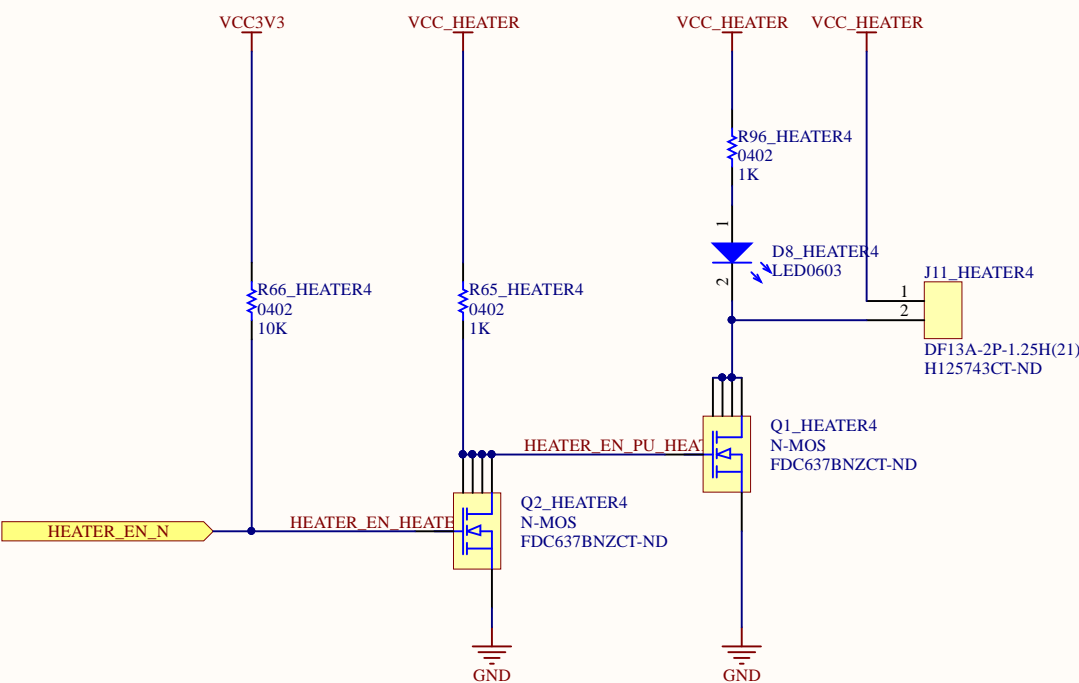 VCC3V3
VCC_HEATER
VCC_HEATER
VCC_HEATER
R96_HEATER4
0402
1K
1
D8_HEATER4
LED0603
2
R66_HEATER4
0402
10K
R65_HEATER4
0402
1K
J11_HEATER4
1
2
DF13A-2P-1.25H(21)
H125743CT-ND
HEATER_EN_PU_HEA
Q1_HEATER4
N-MOS
FDC637BNZCT-ND
HEATER_EN_N
HEATER_EN_HEATE
Q2_HEATER4
N-MOS
FDC637BNZCT-ND
GND
GND